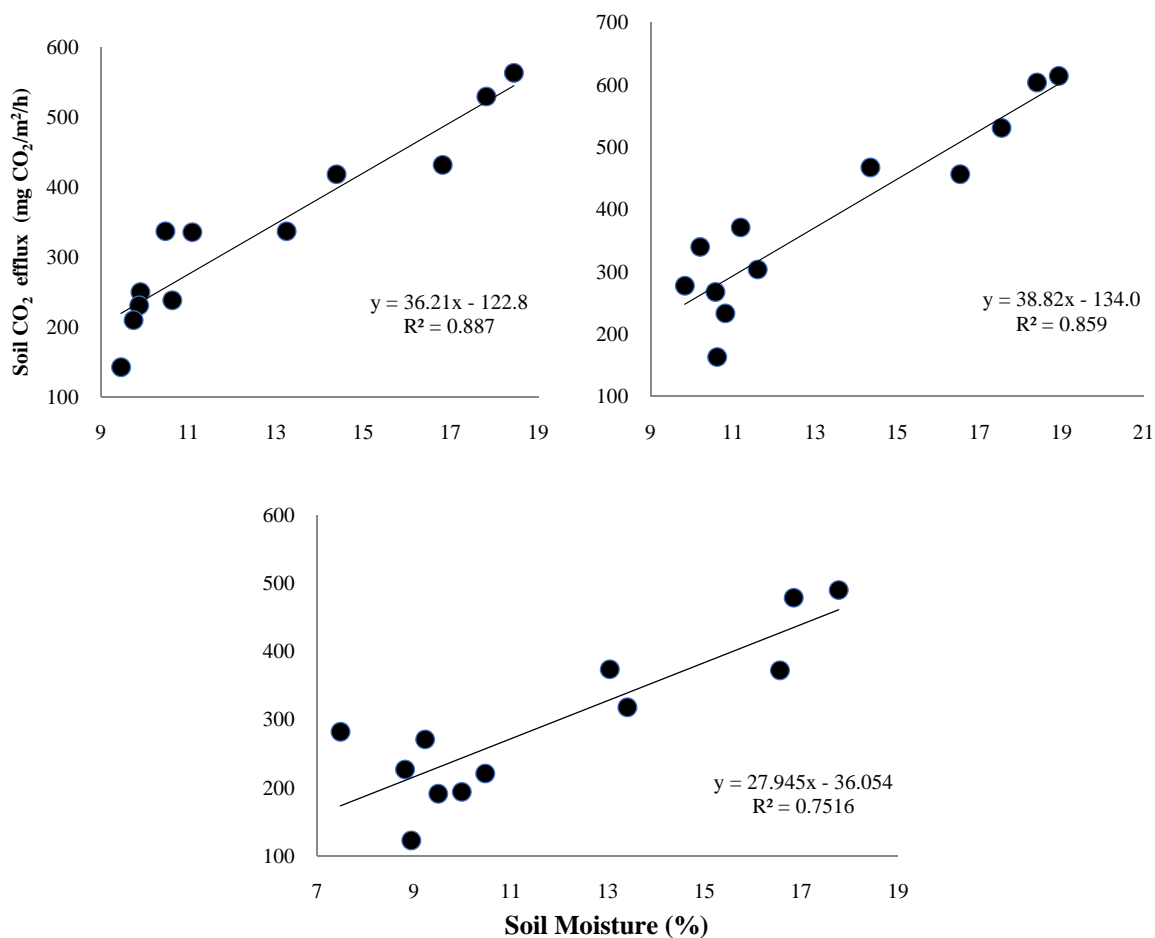 Soil CO₂ efflux (mg CO₂/m²/h)
600
500
400
300
200
100
9 11 13 15 17 19
y = 36.21x - 122.8
R² = 0.887
700
600
500
400
300
200
100
9 11 13 15 17 19 21
y = 38.82x - 134.0
R² = 0.859
600
500
400
300
200
100
7 9 11 13 15 17 19
y = 27.945x - 36.054
R² = 0.7516
Soil Moisture (%)